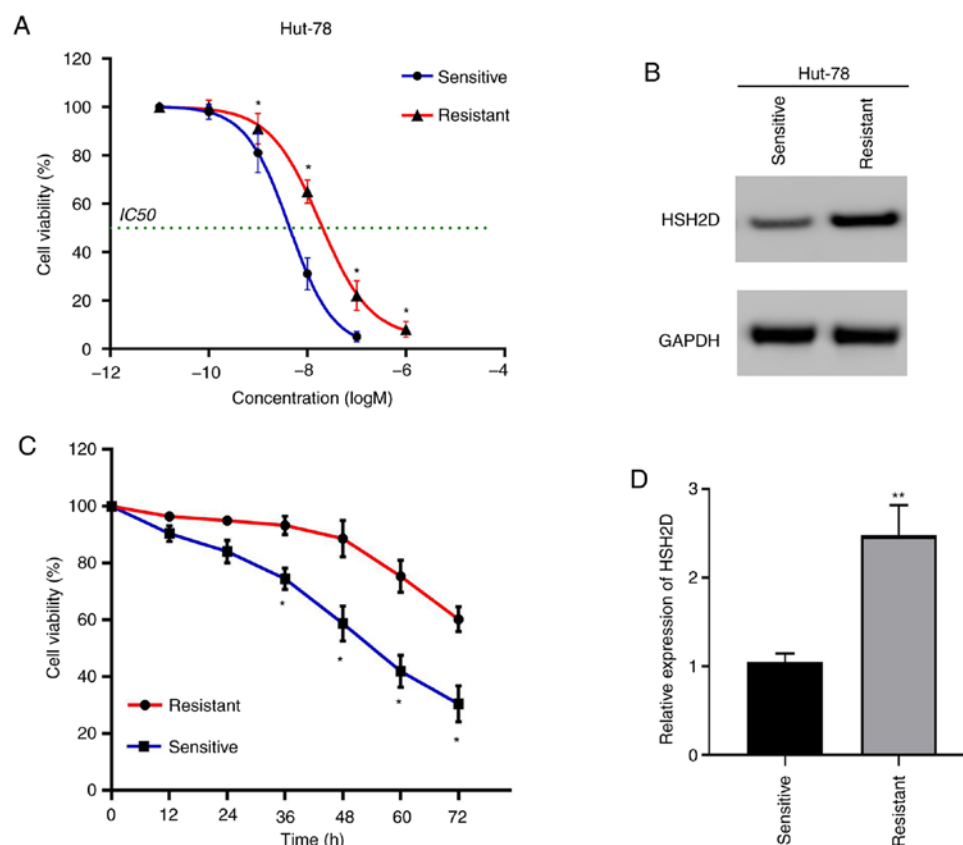 A
Hut-78
120
100
80
60
40
20
0
Cell viability (%)
IC50
Sensitive
Resistant
*
*
*
*
−12
−10
−8
−6
−4
Concentration (logM)
B
Hut-78
Sensitive
Resistant
HSH2D
GAPDH
C
120
100
80
60
40
20
0
Cell viability (%)
*
*
*
*
Resistant
Sensitive
0
12
24
36
48
60
72
Time (h)
D
3
2
1
0
Relative expression of HSH2D
**
Sensitive
Resistant